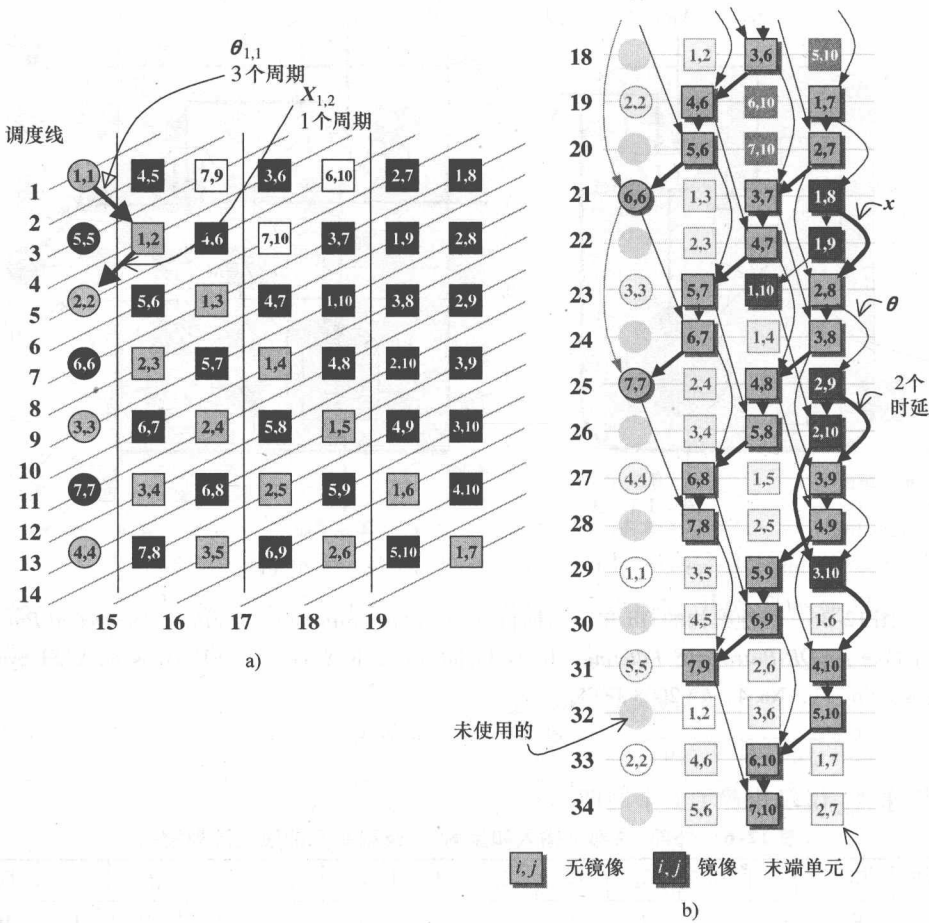 θ1,1
3个周期
x1,2
1个周期
调度线
1 1,1 4,5 7,9 3,6 6,10 2,7 1,8
2
3 5,5 1,2 4,6 7,10 3,7 1,9 2,8
4
5 2,2 5,6 1,3 4,7 1,10 3,8 2,9
6
7 6,6 2,3 5,7 1,4 4,8 2,10 3,9
8
9 3,3 6,7 2,4 5,8 1,5 4,9 3,10
10
11 7,7 3,4 6,8 2,5 5,9 1,6 4,10
12
13 4,4 7,8 3,5 6,9 2,6 5,10 1,7
14
15 16 17 18 19
a)
18 1,2 3,6 5,10
19 2,2 4,6 6,10 1,7
20 5,6 7,10 2,7
21 6,6 1,3 3,7 1,8 x
22 2,3 4,7 1,9
23 3,3 5,7 1,10 2,8 θ
24 6,7 1,4 3,8
25 7,7 2,4 4,8 2,9 2个
时延
26 3,4 5,8 2,10
27 4,4 6,8 1,5 3,9
28 7,8 2,5 4,9
29 1,1 3,5 5,9 3,10
30 4,5 6,9 1,6
31 5,5 7,9 2,6 4,10
未使用的
32 1,2 3,6 5,10
33 2,2 4,6 6,10 1,7
34 5,6 7,10 2,7
i,j 无镜像 i,j 镜像 末端单元
b)